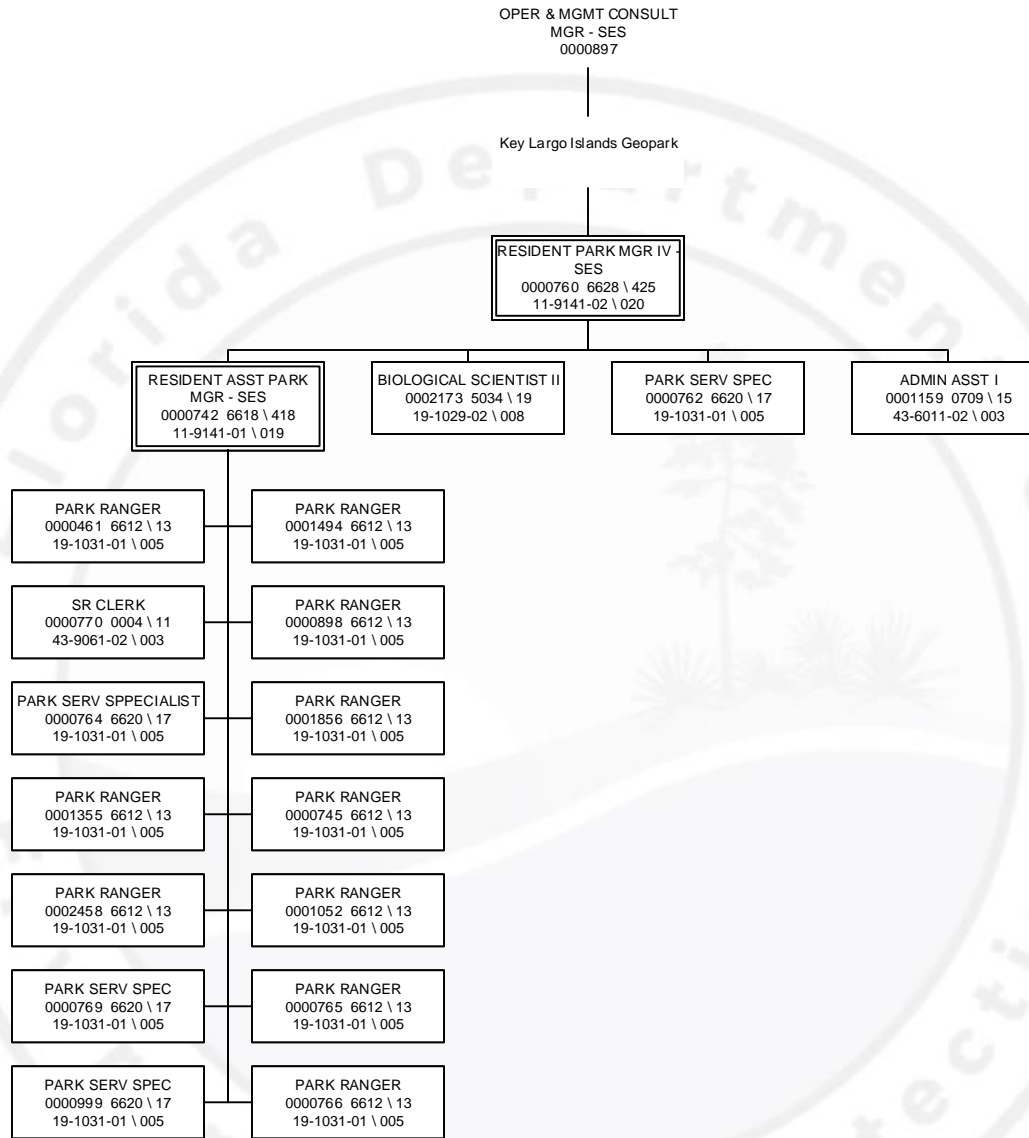 OPER & MGMT CONSULT
MGR - SES
0000897
Key Largo Islands Geopark
RESIDENT PARK MGR IV -
SES
0000760 6628 \ 425
11-9141-02 \ 020
RESIDENT ASST PARK
MGR - SES
0000742 6618 \ 418
11-9141-01 \ 019
BIOLOGICAL SCIENTIST II
0002173 5034 \ 19
19-1029-02 \ 008
PARK SERV SPEC
0000762 6620 \ 17
19-1031-01 \ 005
ADMIN ASST I
0001159 0709 \ 15
43-6011-02 \ 003
PARK RANGER
0000461 6612 \ 13
19-1031-01 \ 005
PARK RANGER
0001494 6612 \ 13
19-1031-01 \ 005
SR CLERK
0000770 0004 \ 11
43-9061-02 \ 003
PARK RANGER
0000898 6612 \ 13
19-1031-01 \ 005
PARK SERV SPPECIALIST
0000764 6620 \ 17
19-1031-01 \ 005
PARK RANGER
0001856 6612 \ 13
19-1031-01 \ 005
PARK RANGER
0001355 6612 \ 13
19-1031-01 \ 005
PARK RANGER
0000745 6612 \ 13
19-1031-01 \ 005
PARK RANGER
0002458 6612 \ 13
19-1031-01 \ 005
PARK RANGER
0001052 6612 \ 13
19-1031-01 \ 005
PARK SERV SPEC
0000769 6620 \ 17
19-1031-01 \ 005
PARK RANGER
0000765 6612 \ 13
19-1031-01 \ 005
PARK SERV SPEC
0000999 6620 \ 17
19-1031-01 \ 005
PARK RANGER
0000766 6612 \ 13
19-1031-01 \ 005